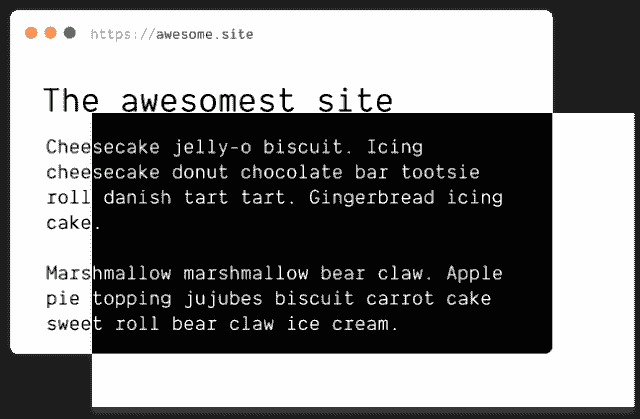 https://awesome.site
The awesomest site
Cheesecake jelly-o biscuit. Icing
cheesecake donut chocolate bar tootsie
roll danish tart tart. Gingerbread icing
cake.
Marshmallow marshmallow bear claw. Apple
pie topping jujubes biscuit carrot cake
sweet roll bear claw ice cream.